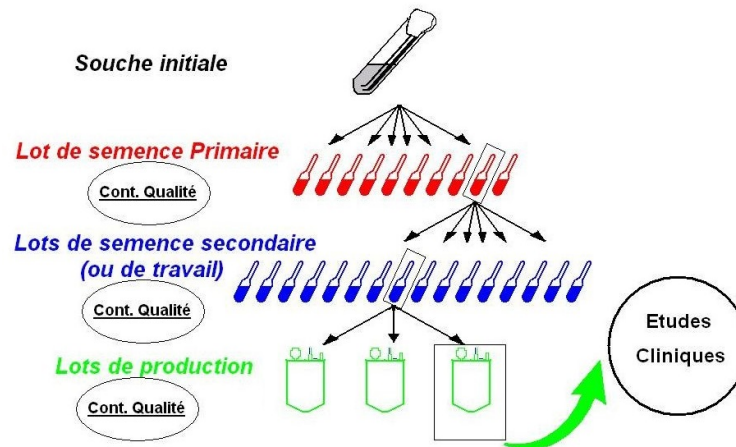 Souche initiale
Lot de semence Primaire
Cont. Qualité
Lots de semence secondaire
(ou de travail)
Cont. Qualité
Lots de production
Cont. Qualité
Etudes
Cliniques